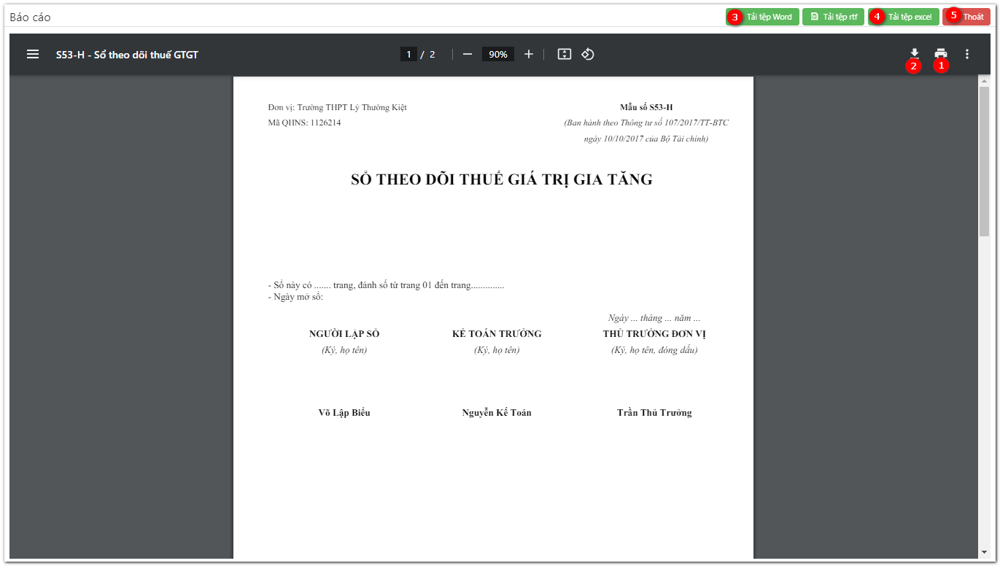 Báo cáo
3 Tải tệp Word
Tải tệp rtf
4 Tải tệp excel
5 Thoát
S53-H - Sổ theo dõi thuế GTGT
1 / 2
90%
2
1
Đơn vị: Trường THPT Lý Thường Kiệt
Mẫu số S53-H
Mã QHNS: 1126214
(Ban hành theo Thông tư số 107/2017/TT-BTC
ngày 10/10/2017 của Bộ Tài chính)
SỔ THEO DÕI THUẾ GIÁ TRỊ GIA TĂNG
- Sổ này có ....... trang, đánh số từ trang 01 đến trang..............
- Ngày mở sổ:
Ngày ... tháng ... năm ...
NGƯỜI LẬP SỔ
KẾ TOÁN TRƯỞNG
THỦ TRƯỞNG ĐƠN VỊ
(Ký, họ tên)
(Ký, họ tên)
(Ký, họ tên, đóng dấu)
Võ Lập Biểu
Nguyễn Kế Toán
Trần Thủ Trưởng